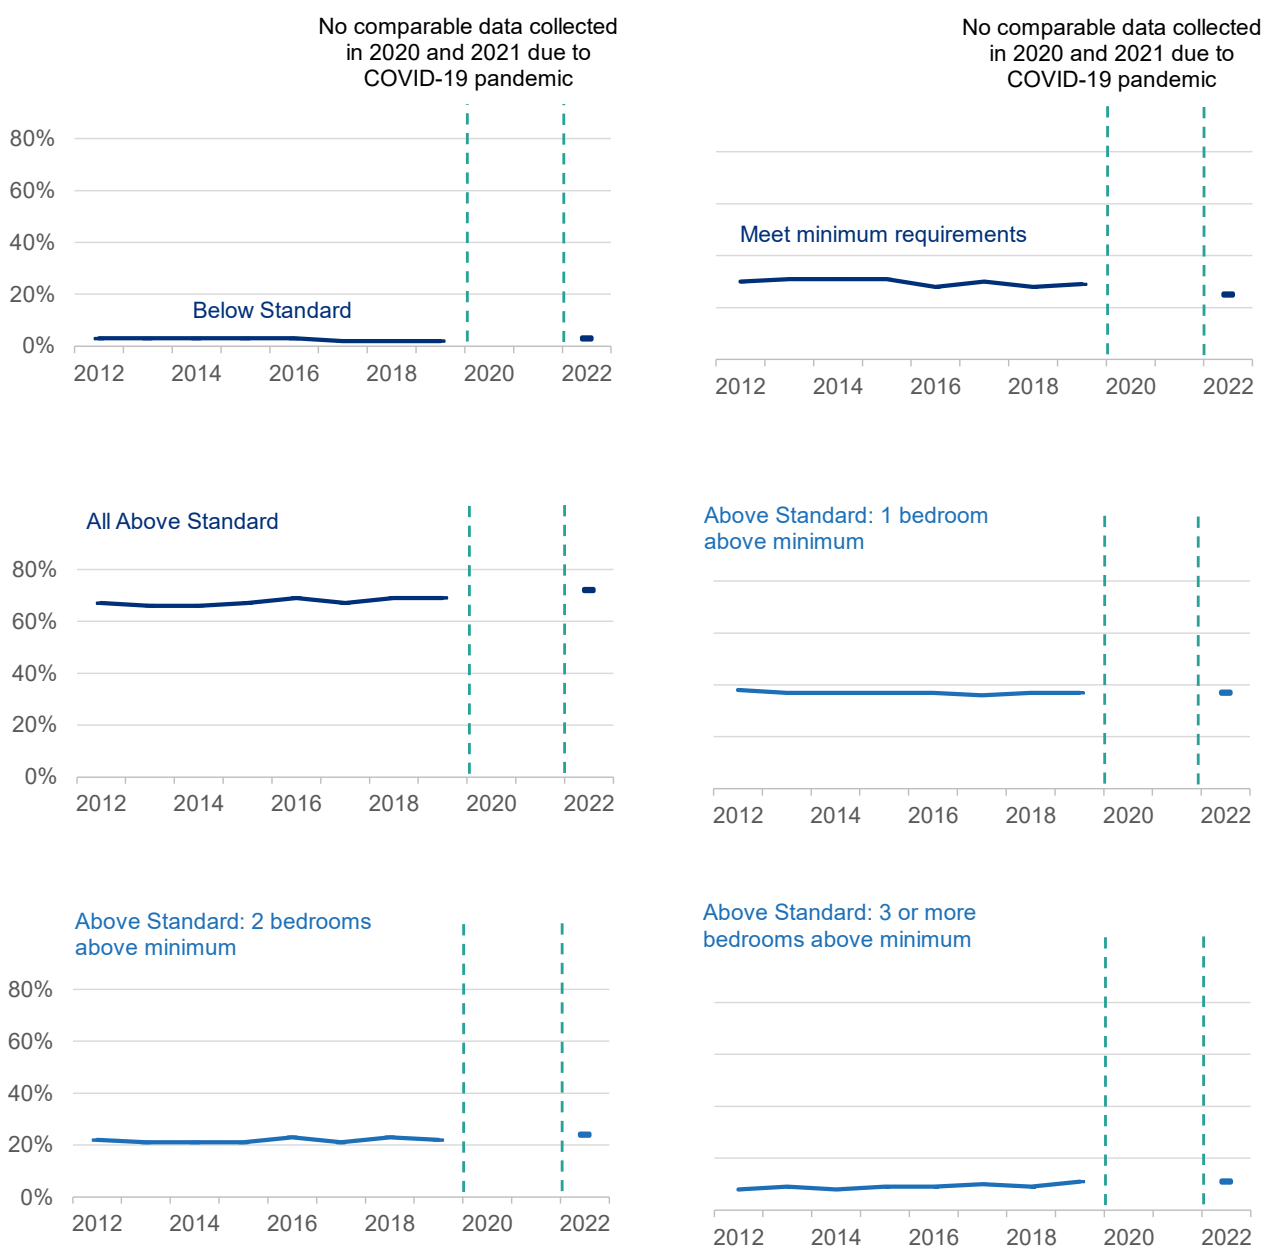 No comparable data collected
in 2020 and 2021 due to
COVID-19 pandemic
80%
60%
40%
20%
0%
Below Standard
2012 2014 2016 2018 2020 2022
No comparable data collected
in 2020 and 2021 due to
COVID-19 pandemic
Meet minimum requirements
2012 2014 2016 2018 2020 2022
All Above Standard
80%
60%
40%
20%
0%
2012 2014 2016 2018 2020 2022
Above Standard: 1 bedroom
above minimum
2012 2014 2016 2018 2020 2022
Above Standard: 2 bedrooms
above minimum
80%
60%
40%
20%
0%
2012 2014 2016 2018 2020 2022
Above Standard: 3 or more
bedrooms above minimum
2012 2014 2016 2018 2020 2022